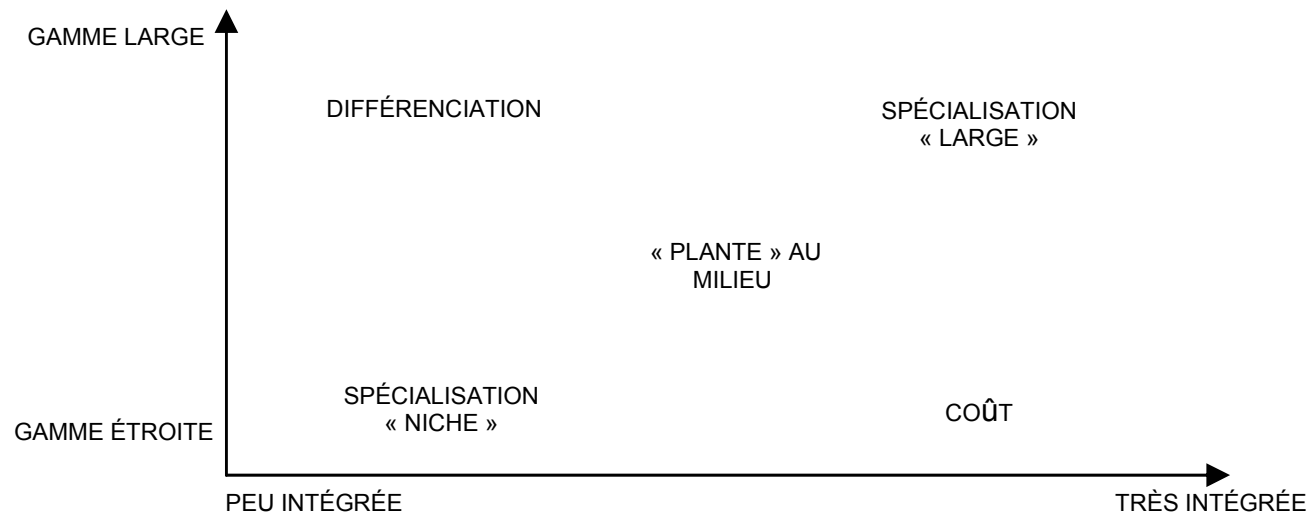 GAMME LARGE
DIFFÉRENCIATION
SPÉCIALISATION
« LARGE »
« PLANTE » AU
MILIEU
SPÉCIALISATION
« NICHE »
COÛT
GAMME ÉTROITE
PEU INTÉGRÉE
TRÈS INTÉGRÉE